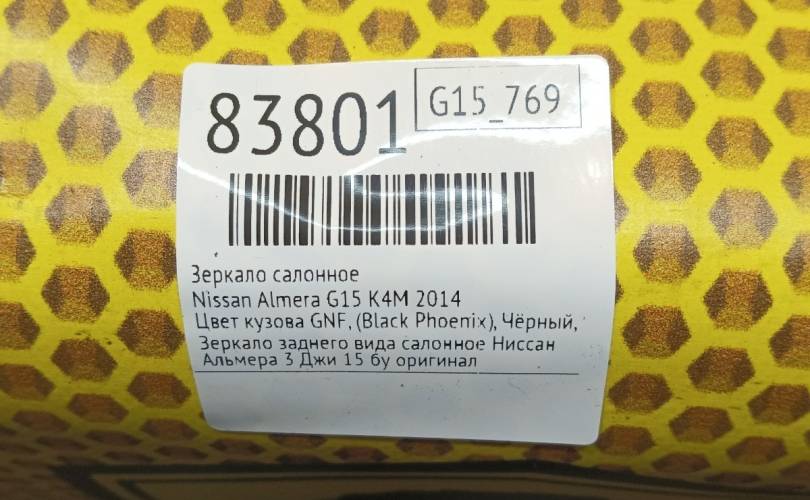 83801
G15_769
Зеркало салонное
Nissan Almera G15 K4M 2014
Цвет кузова GNF, (Black Phoenix), Чёрный,
Зеркало заднего вида салонное Ниссан
Альмера 3 Джи 15 бу оригинал